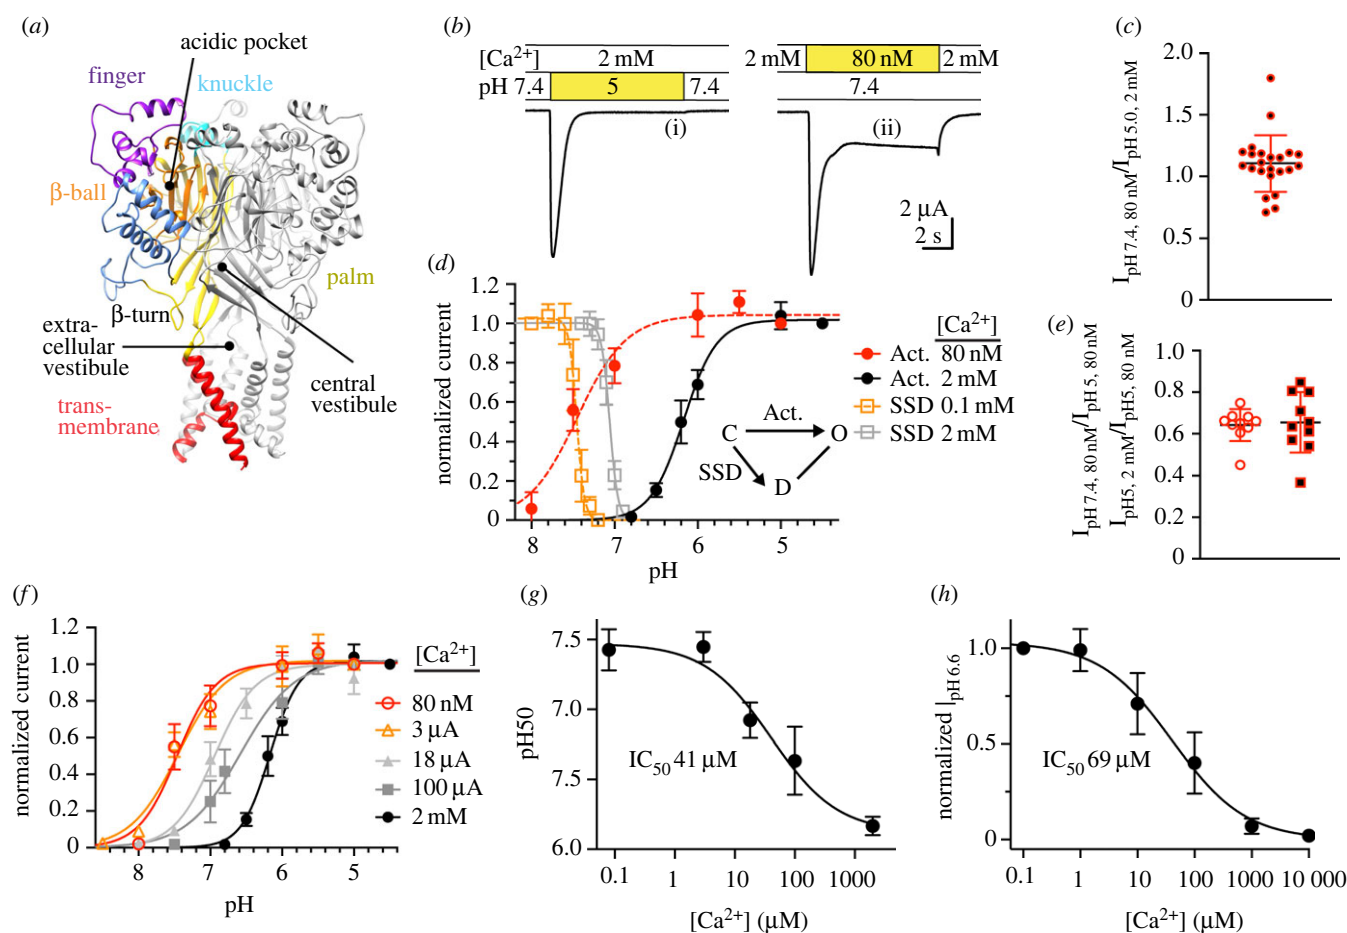 (a)
acidic pocket
finger
knuckle
β-ball
palm
β-turn
extra-
cellular
vestibule
central
vestibule
trans-
membrane
(b)
[Ca2+] 2 mM
pH 7.4 5 7.4
(i)
2 mM 80 nM 2 mM
7.4
(ii)
2 μA
2 s
(c)
I pH 7.4, 80 nM/I pH 5.0, 2 mM
2.0
1.5
1.0
0.5
0
(d)
normalized current
1.2
1.0
0.8
0.6
0.4
0.2
0
8 7 6 5
pH
[Ca2+]
Act. 80 nM
Act. 2 mM
SSD 0.1 mM
SSD 2 mM
Act.
C O
SSD
D
(e)
I pH 7.4, 80 nM/I pH 5, 80 nM
I pH5, 2 mM/I pH5, 80 nM
1.0
0.8
0.6
0.4
0.2
0
(f)
normalized current
1.2
1.0
0.8
0.6
0.4
0.2
0
8 7 6 5
pH
[Ca2+]
80 nM
3 μA
18 μA
100 μA
2 mM
(g)
pH50
7.5
7.0
7.5
6.0
IC50 41 μM
0.1 1 10 100 1000
[Ca2+] (μM)
(h)
normalized I pH 6.6
1.0
0.5
0
IC50 69 μM
0.1 1 10 100 1000 10 000
[Ca2+] (μM)